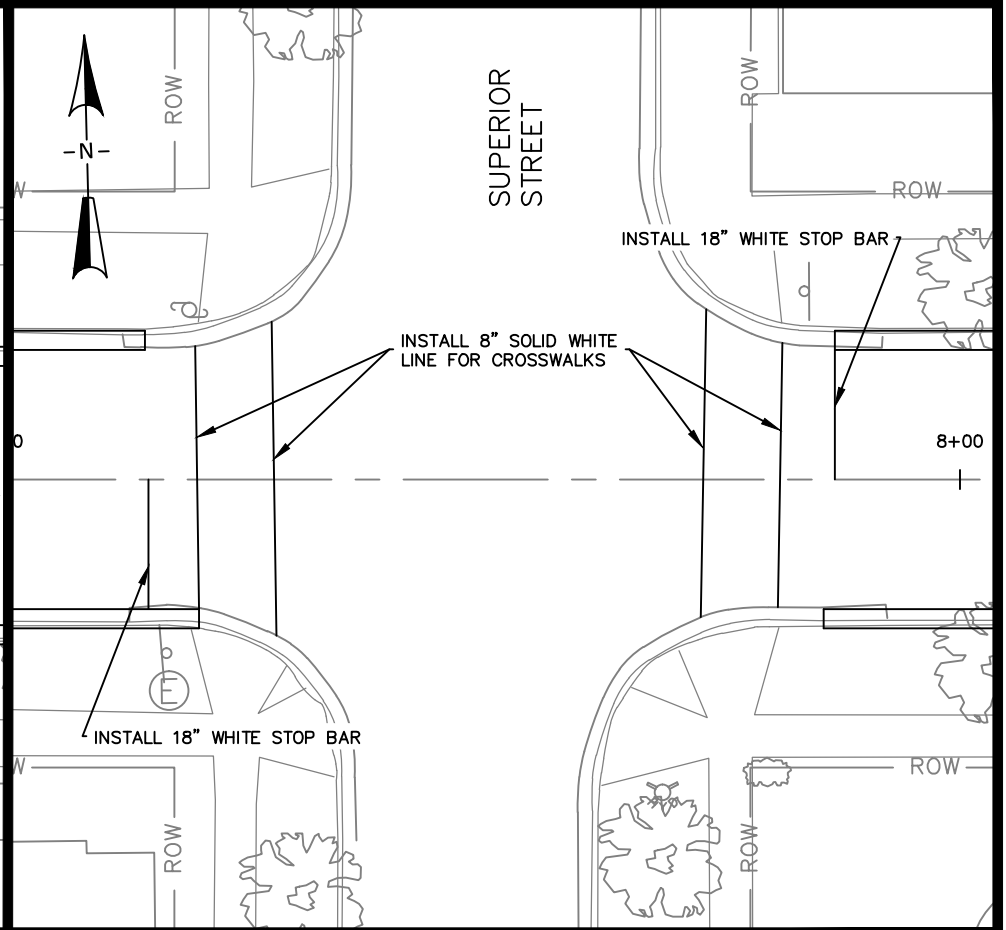 ROW
ROW
SUPERIOR
STREET
-N-
W
ROW
INSTALL 18” WHITE STOP BAR
INSTALL 8” SOLID WHITE
LINE FOR CROSSWALKS
0
8+00
E
INSTALL 18” WHITE STOP BAR
W
ROW
ROW
ROW